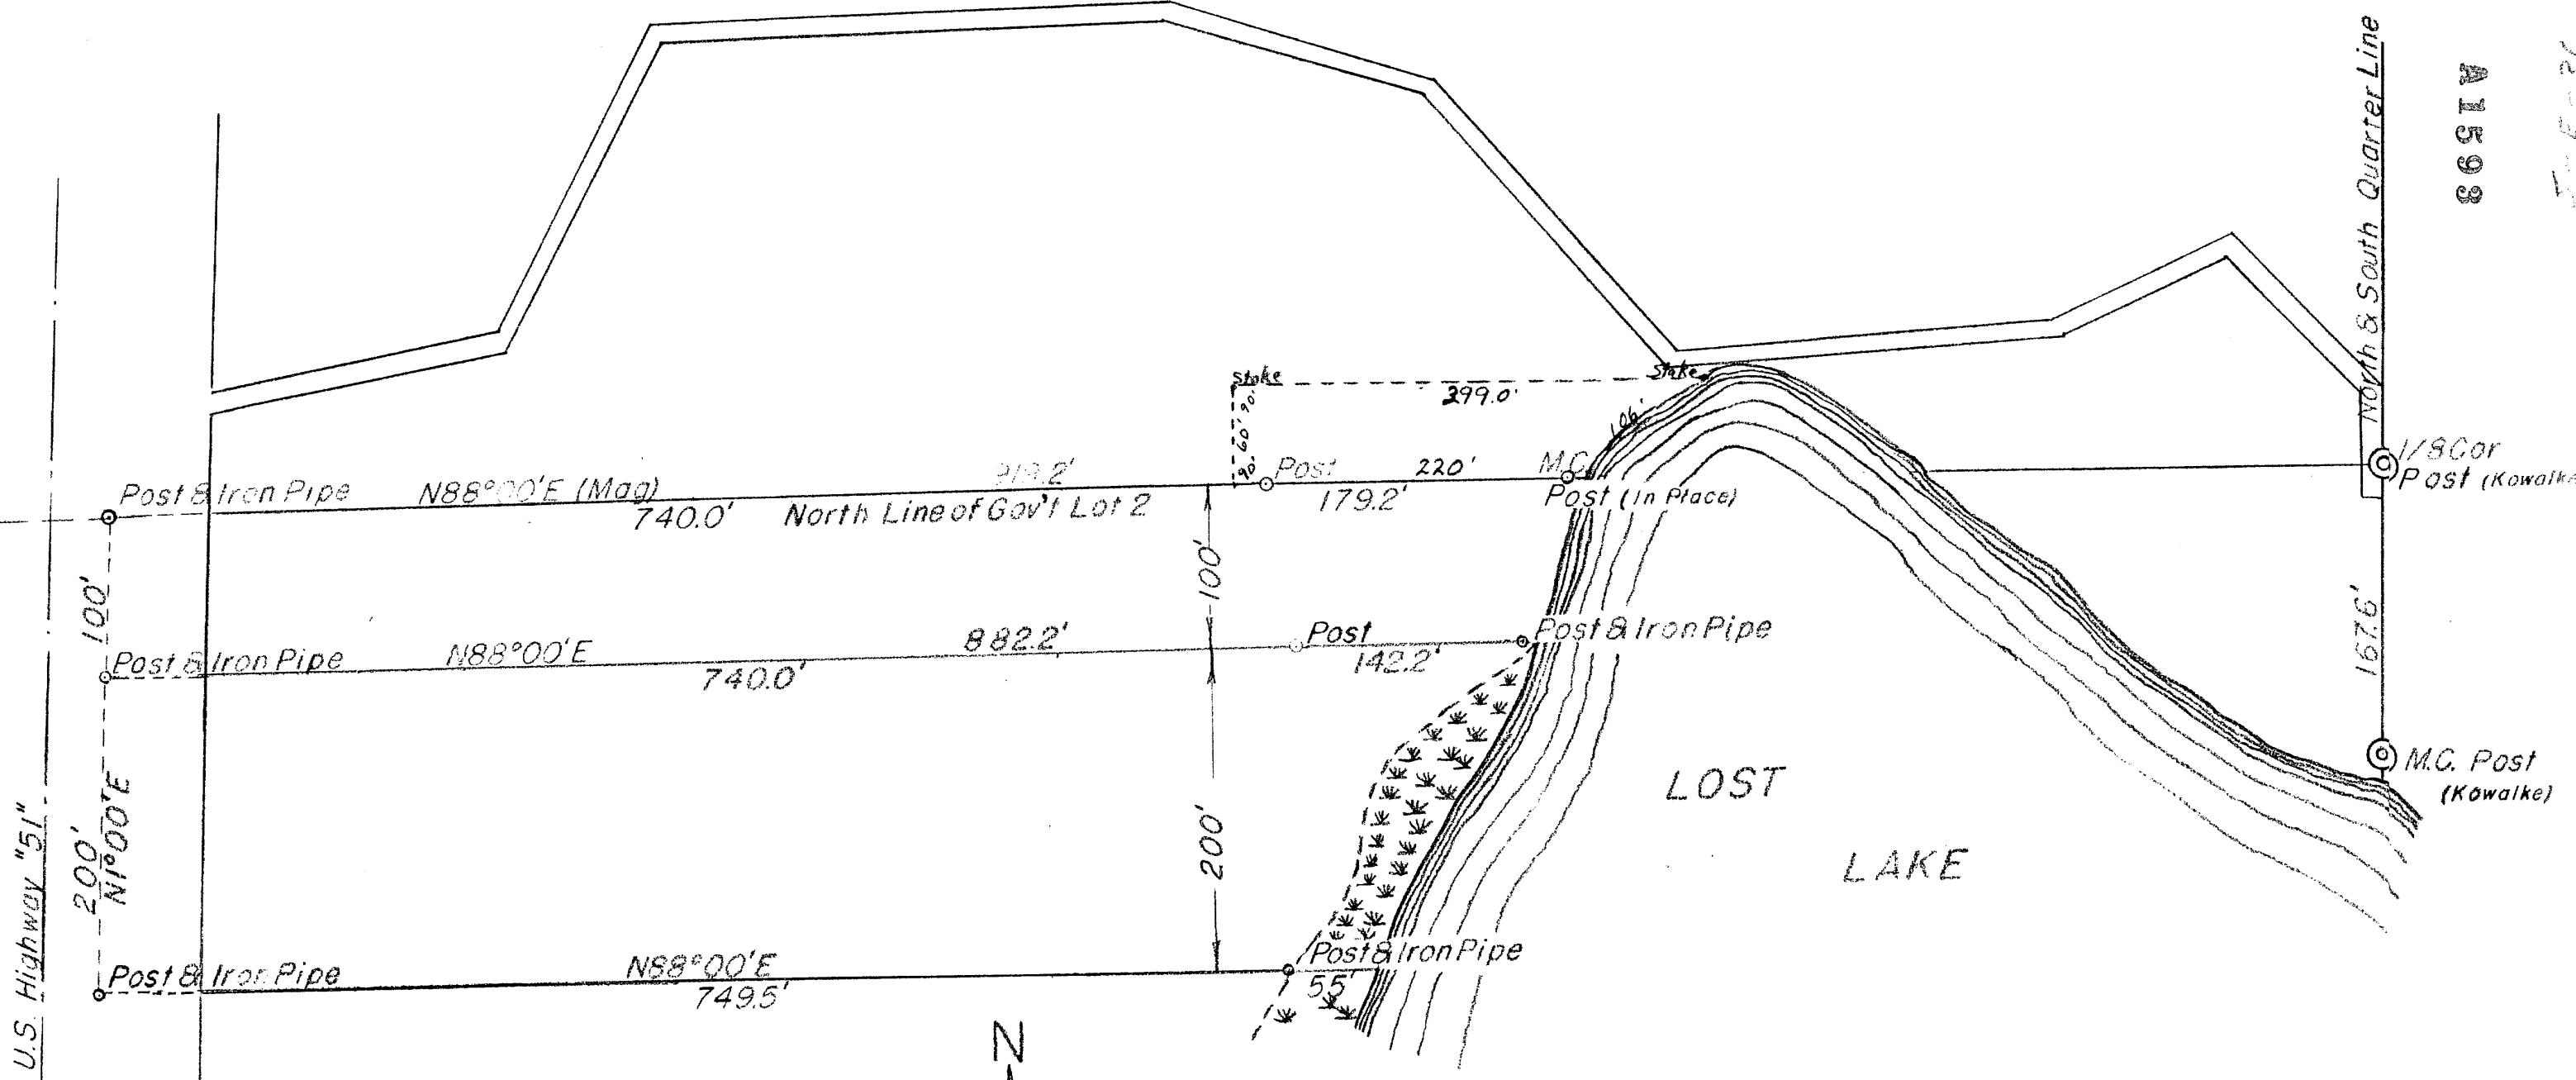 North & South Quarter Line
A1593
Stake
Stake
299.0'
90. 60' 90.
106'
1/8 Cor
Post (Kowalke
Post & Iron Pipe
N88°00'E (Mag)
919.2'
Post
220'
M.C.
740.0'
North Line of Gov't Lot 2
179.2'
Post (In Place)
100'
100'
167.6'
Post & Iron Pipe
N88°00'E
882.2'
Post
Post & Iron Pipe
740.0'
142.2'
M.C. Post
(Kowalke)
LOST
LAKE
U.S. Highway "51"
200'
N1°00'E
200'
Post & Iron Pipe
N88°00'E
Post & Iron Pipe
749.5'
55'
N